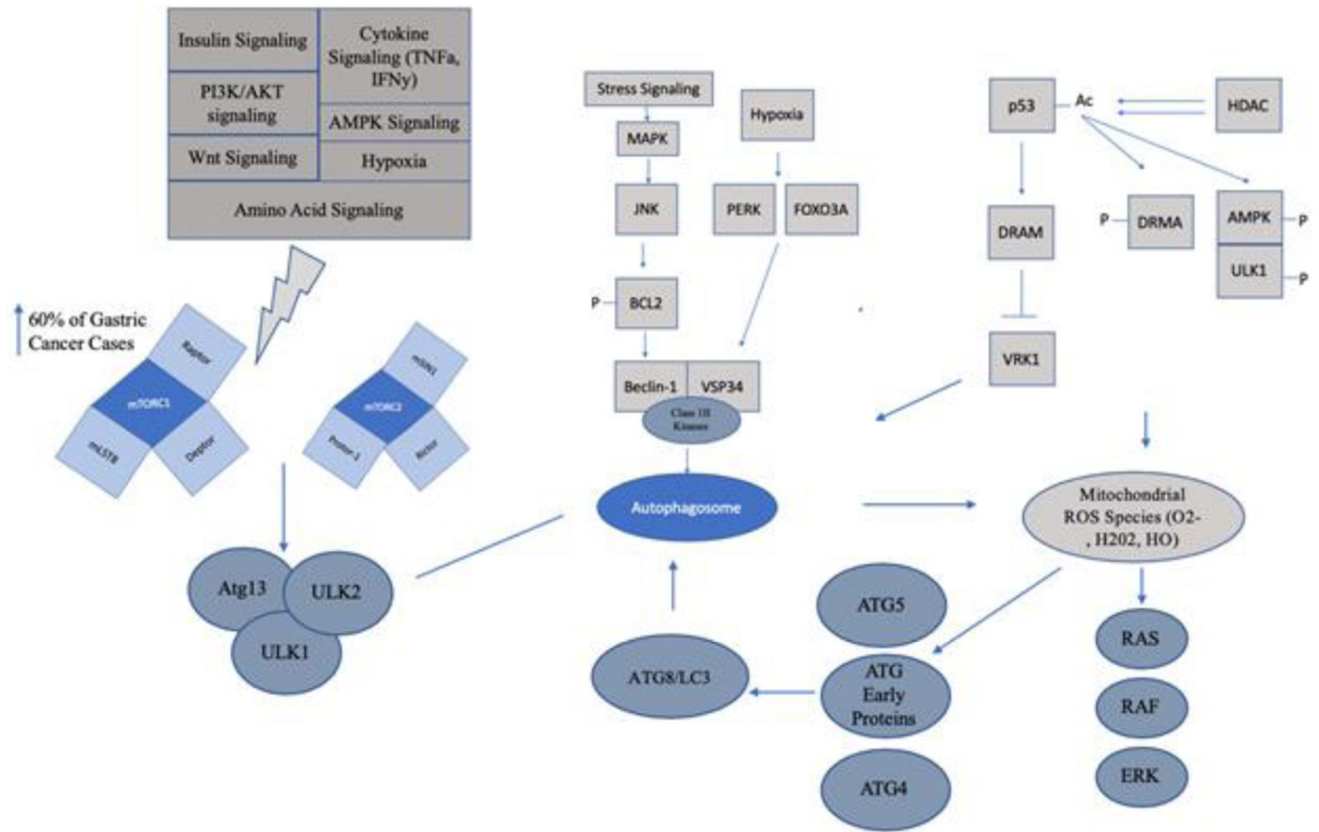 Insulin Signaling
Cytokine
Signaling (TNFa,
IFNy)
PI3K/AKT
signaling
AMPK Signaling
Wnt Signaling
Hypoxia
Amino Acid Signaling
60% of Gastric
Cancer Cases
Raptor
mTORC1
mLST8
Deptor
mSIN1
mTORC2
Protor-1
Rictor
Atg13
ULK2
ULK1
Stress Signaling
MAPK
JNK
P
BCL2
Hypoxia
PERK
FOXO3A
Beclin-1
VSP34
Class III
Kinases
Autophagosome
ATG8/LC3
ATG5
ATG
Early
Proteins
ATG4
p53
Ac
HDAC
DRAM
P
DRMA
AMPK
P
ULK1
P
VRK1
Mitochondrial
ROS Species (O2-
, H202, HO)
RAS
RAF
ERK